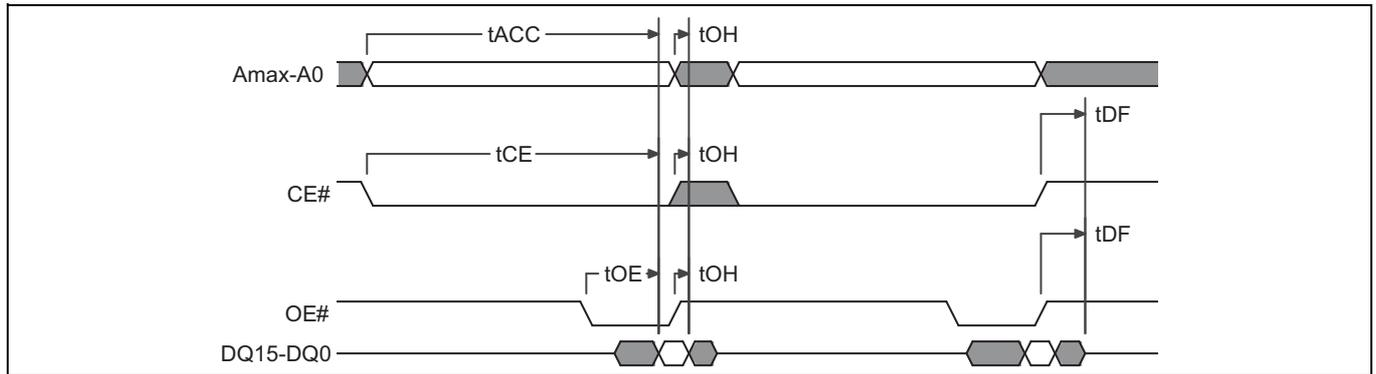 tACC tOH
Amax-A0
tDF
tCE tOH
CE#
tDF
tOE tOH
OE#
DQ15-DQ0